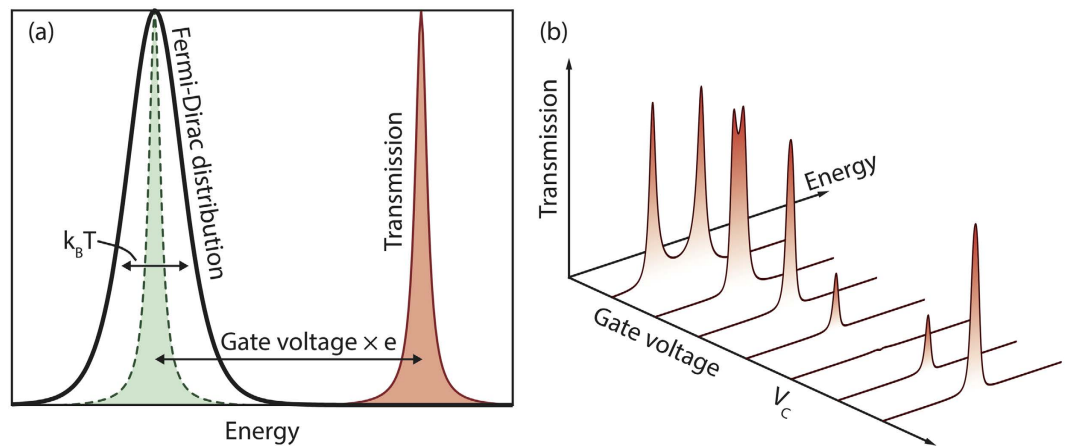 (a)
Fermi-Dirac distribution
k_BT
Transmission
Gate voltage × e
Energy
(b)
Transmission
Energy
Gate voltage
V_C